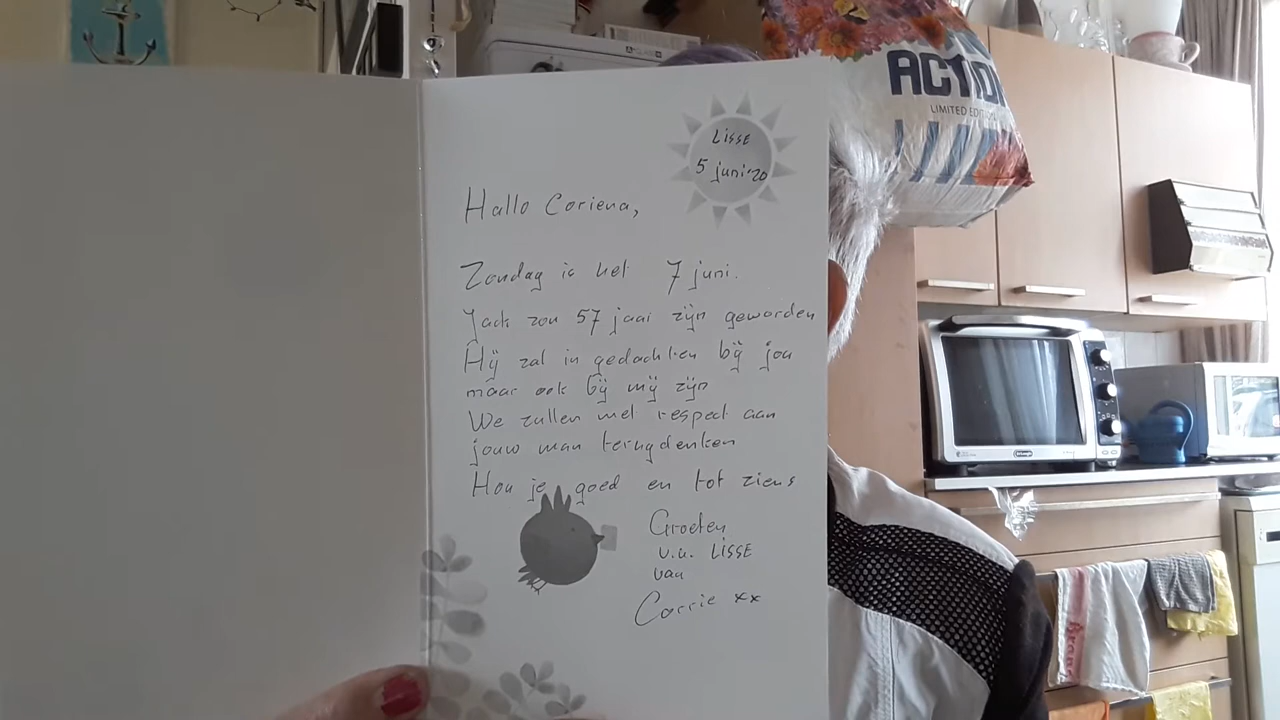 ACTION
LIMITED EDITION
Lisse
5 juni '20
Hallo Coriena,
Zondag is het 7 juni.
Jack zou 57 jaar zijn geworden
Hij zal in gedachten bij jou
maar ook bij mij zijn
We zullen met respect aan
jouw man terugdenken
Hou je goed en tot ziens
Groeten
v.u. LISSE
van
Corrie xx
DeLonghi